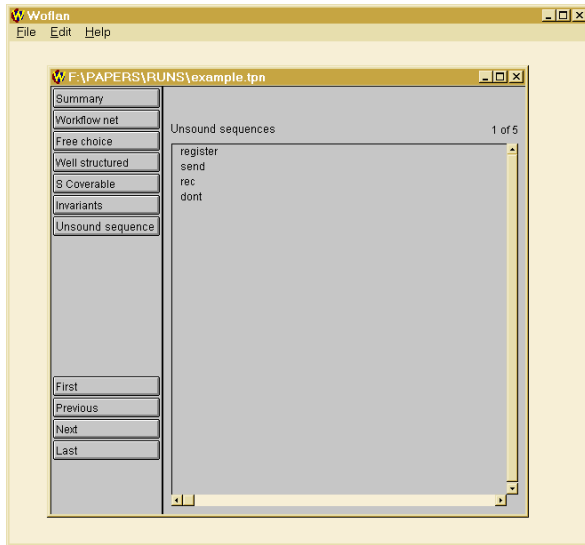 Woflan
File Edit Help
F:\PAPERS\RUNS\example.tpn
Summary
Workflow net
Free choice
Well structured
S Coverable
Invariants
Unsound sequence
First
Previous
Next
Last
Unsound sequences 1 of 5
register
send
rec
dont